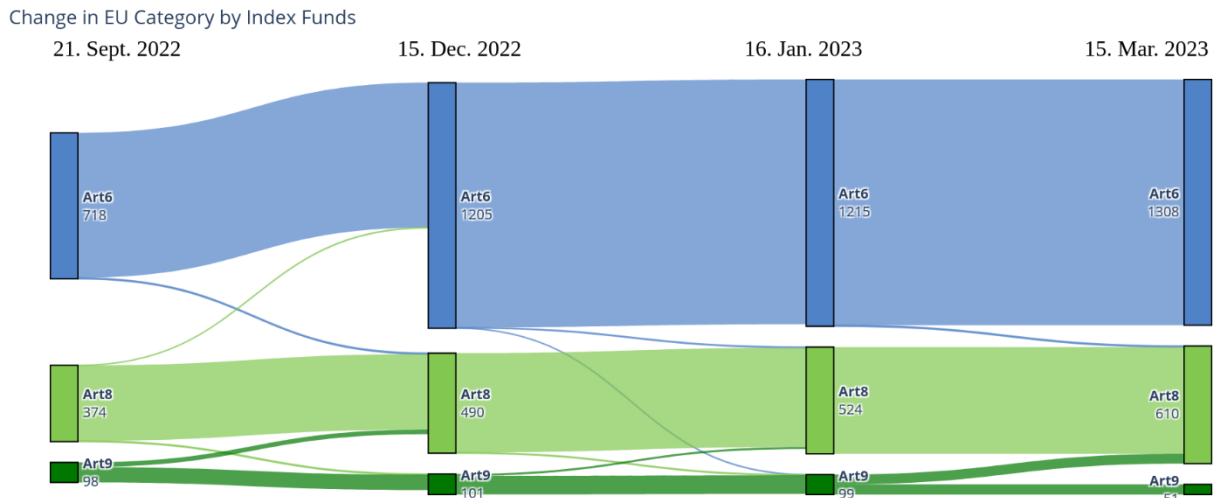 Change in EU Category by Index Funds
21. Sept. 2022 15. Dec. 2022 16. Jan. 2023 15. Mar. 2023
Art6
718
Art8
374
Art9
98
Art6
1205
Art8
490
Art9
101
Art6
1215
Art8
524
Art9
99
Art6
1308
Art8
610
Art9
51